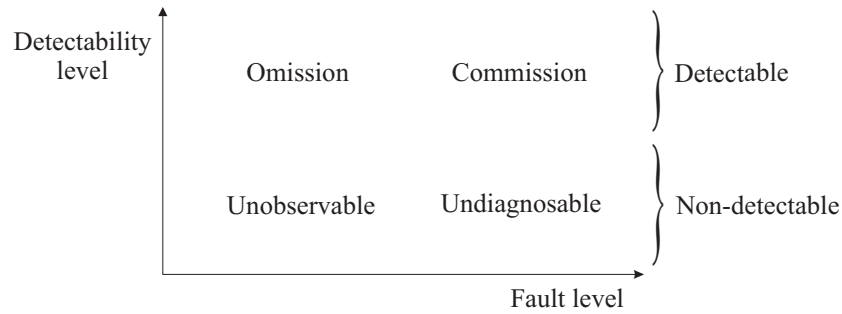 Detectability
level
Omission
Commission
Detectable
Unobservable
Undiagnosable
Non-detectable
Fault level